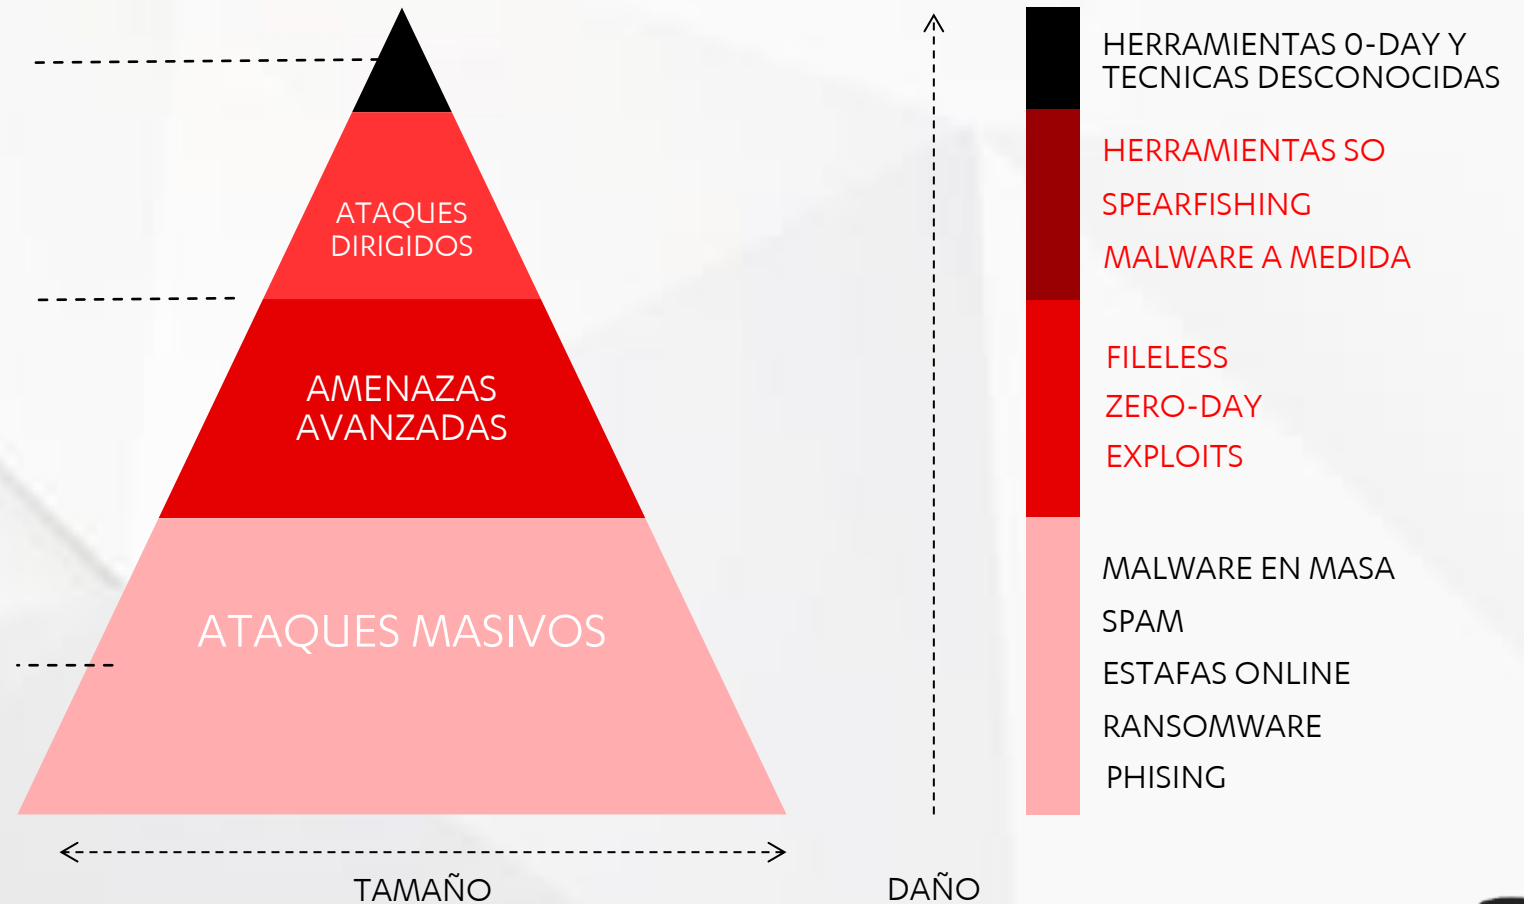 ATAQUES
DIRIGIDOS
AMENAZAS
AVANZADAS
ATAQUES MASIVOS
TAMAÑO
DAÑO
HERRAMIENTAS 0-DAY Y
TECNICAS DESCONOCIDAS
HERRAMIENTAS SO
SPEARFISHING
MALWARE A MEDIDA
FILELESS
ZERO-DAY
EXPLOITS
MALWARE EN MASA
SPAM
ESTAFAS ONLINE
RANSOMWARE
PHISING